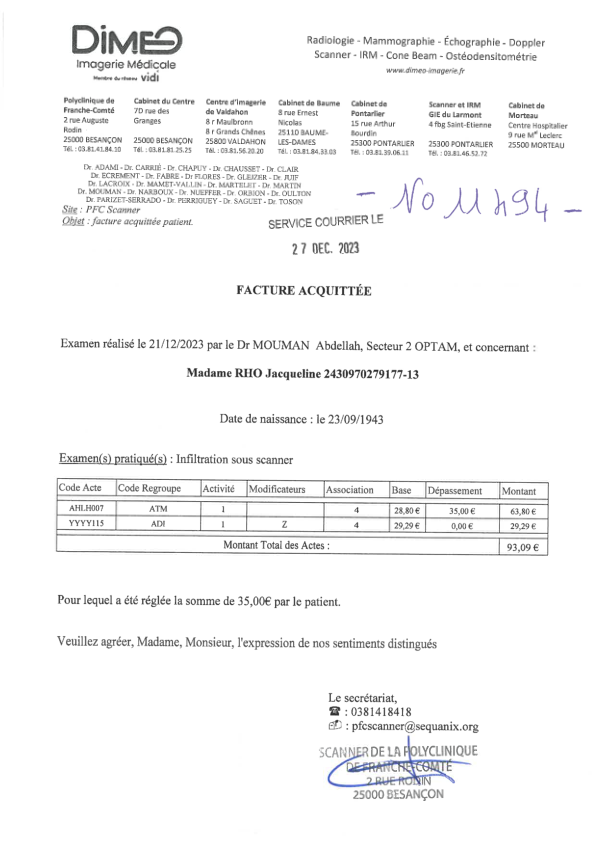 DiMEO
Imagerie Médicale
Membre du réseau vidi
Radiologie - Mammographie - Échographie - Doppler
Scanner - IRM - Cone Beam - Ostéodensitométrie
www.dimeo-imagerie.fr
Polyclinique de Franche-Comté
2 rue Auguste Rodin
25000 BESANÇON
Tél. : 03.81.41.84.10
Cabinet du Centre
7D rue des Granges
25000 BESANÇON
Tél. : 03.81.81.25.25
Centre d'Imagerie de Valdahon
8 r Maulbronn
8 r Grands Chênes
25800 VALDAHON
Tél. : 03.81.56.20.20
Cabinet de Baume
8 rue Ernest Nicolas
25110 BAUME-LES-DAMES
Tél. : 03.81.84.33.03
Cabinet de Pontarlier
15 rue Arthur Bourdin
25300 PONTARLIER
Tél. : 03.81.39.06.11
Scanner et IRM
GIE du Larmont
4 fbg Saint-Etienne
25300 PONTARLIER
Tél. : 03.81.46.52.72
Cabinet de Morteau
Centre Hospitalier
9 rue Mal Leclerc
25500 MORTEAU
Dr. ADAMI - Dr. CARRIÉ - Dr. CHAPUY - Dr. CHAUSSET - Dr. CLAIR
Dr. ECREMENT - Dr. FABRE - Dr FLORES - Dr. GLEIZER - Dr. JUIF
Dr. LACROIX - Dr. MAMET-VALLIN - Dr. MARTELET - Dr. MARTIN
Dr. MOUMAN - Dr. NARBOUX - Dr. NUEFFER - Dr. ORBION - Dr. OULTON
Dr. PARIZET-SERRADO - Dr. PERRIGUEY - Dr. SAGUET - Dr. TOSON
Site : PFC Scanner
Objet : facture acquittée patient.
- No 11494 -
SERVICE COURRIER LE
27 DEC. 2023
FACTURE ACQUITTÉE
Examen réalisé le 21/12/2023 par le Dr MOUMAN Abdellah, Secteur 2 OPTAM, et concernant :
Madame RHO Jacqueline 2430970279177-13
Date de naissance : le 23/09/1943
Examen(s) pratiqué(s) : Infiltration sous scanner
Code Acte Code Regroupe Activité Modificateurs Association Base Dépassement Montant
AHLH007 ATM 1 4 28,80 € 35,00 € 63,80 €
YYYY115 ADI 1 Z 4 29,29 € 0,00 € 29,29 €
Montant Total des Actes : 93,09 €
Pour lequel a été réglée la somme de 35,00€ par le patient.
Veuillez agréer, Madame, Monsieur, l'expression de nos sentiments distingués
Le secrétariat,
☎ : 0381418418
: pfcscanner@sequanix.org
SCANNER DE LA POLYCLINIQUE
DE FRANCHE-COMTÉ
2 RUE RODIN
25000 BESANÇON